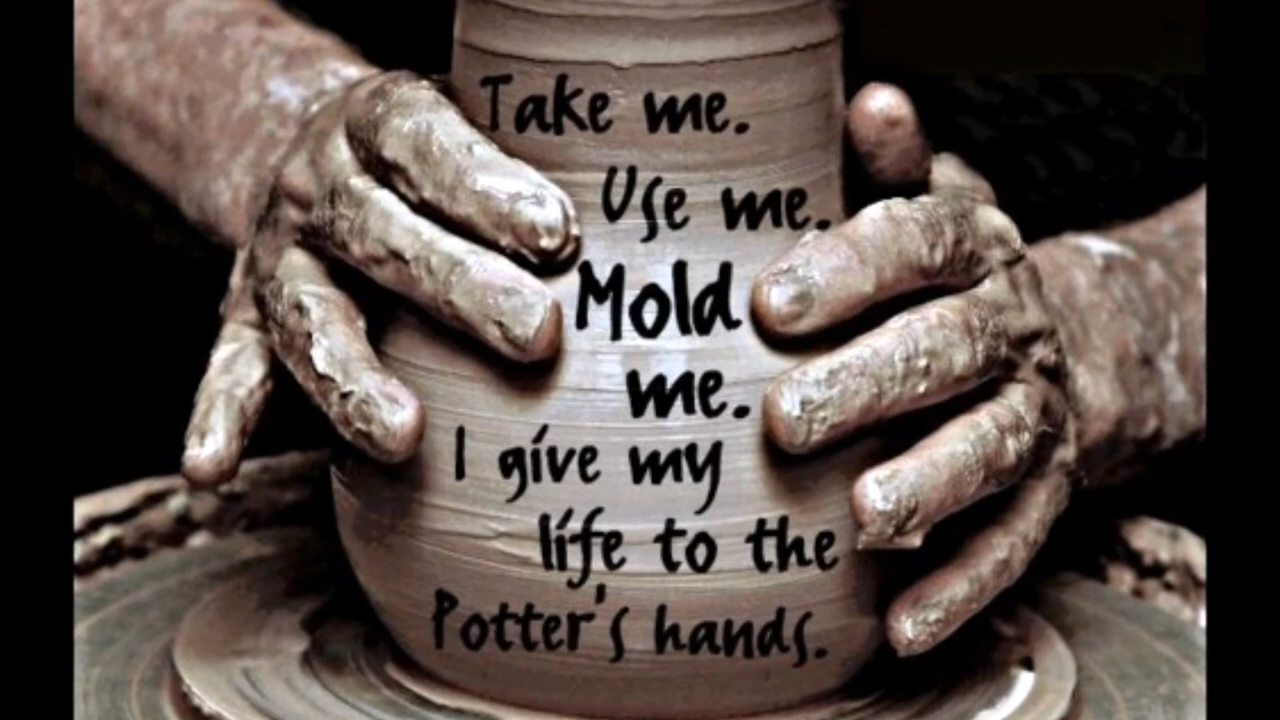 Take me.
Use me.
Mold
me.
I give my
life to the
Potter's hands.